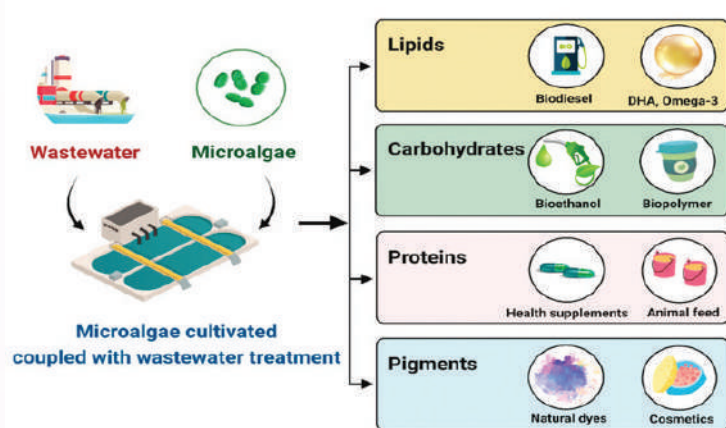 Wastewater
Microalgae
Microalgae cultivated
coupled with wastewater treatment
Lipids
Biodiesel
DHA, Omega-3
Carbohydrates
Bioethanol
Biopolymer
Proteins
Health supplements
Animal feed
Pigments
Natural dyes
Cosmetics